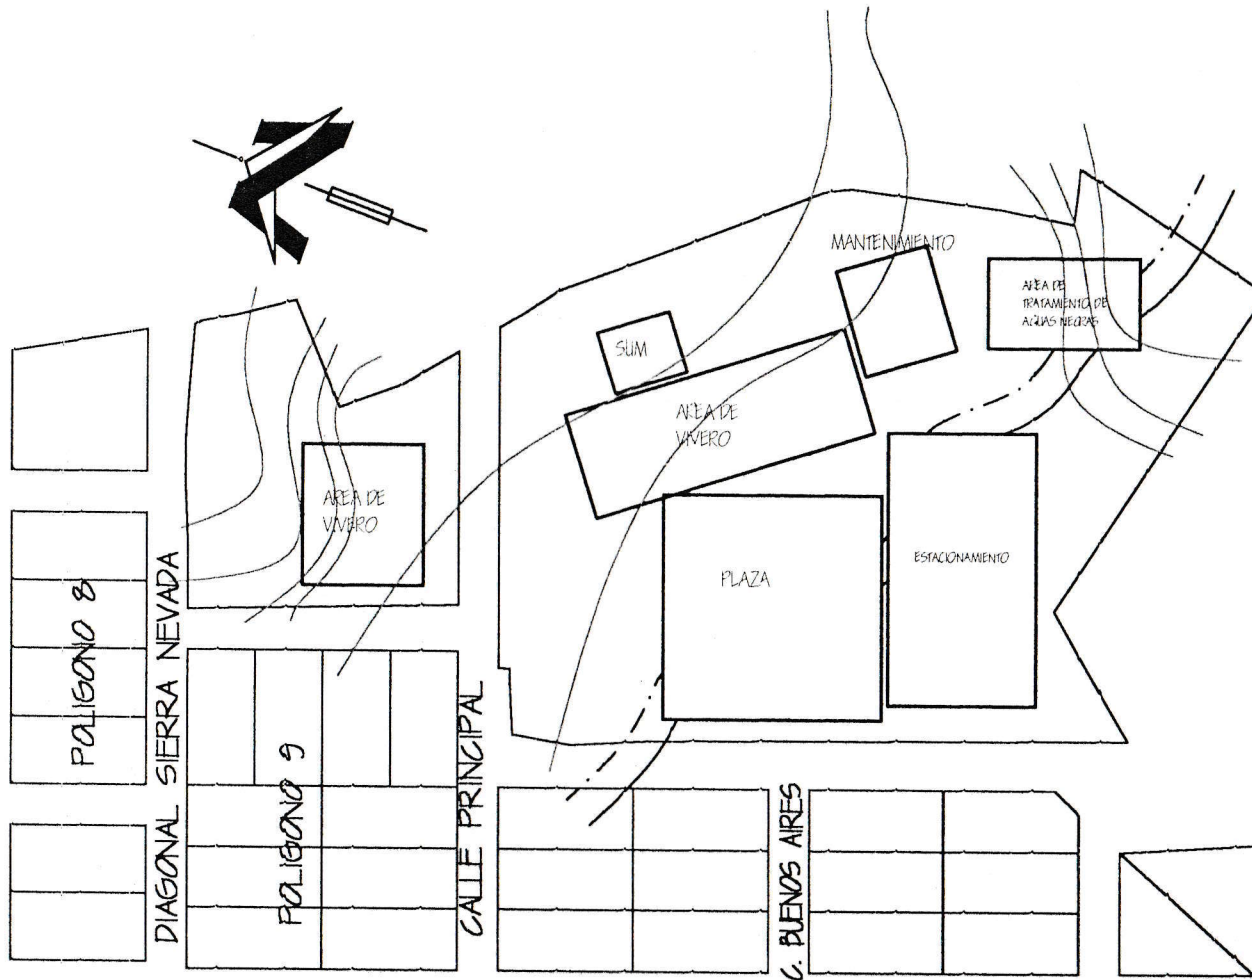 MANTENIMIENTO
AREA DE
TRATAMIENTO DE
AGUAS NEGRAS
SUM
AREA DE
VIVERO
AREA DE
VIVERO
ESTACIONAMIENTO
PLAZA
POLIGONO 8
DIAGONAL SIERRA NEVADA
POLIGONO 9
CALLE PRINCIPAL
C. BUENOS AIRES